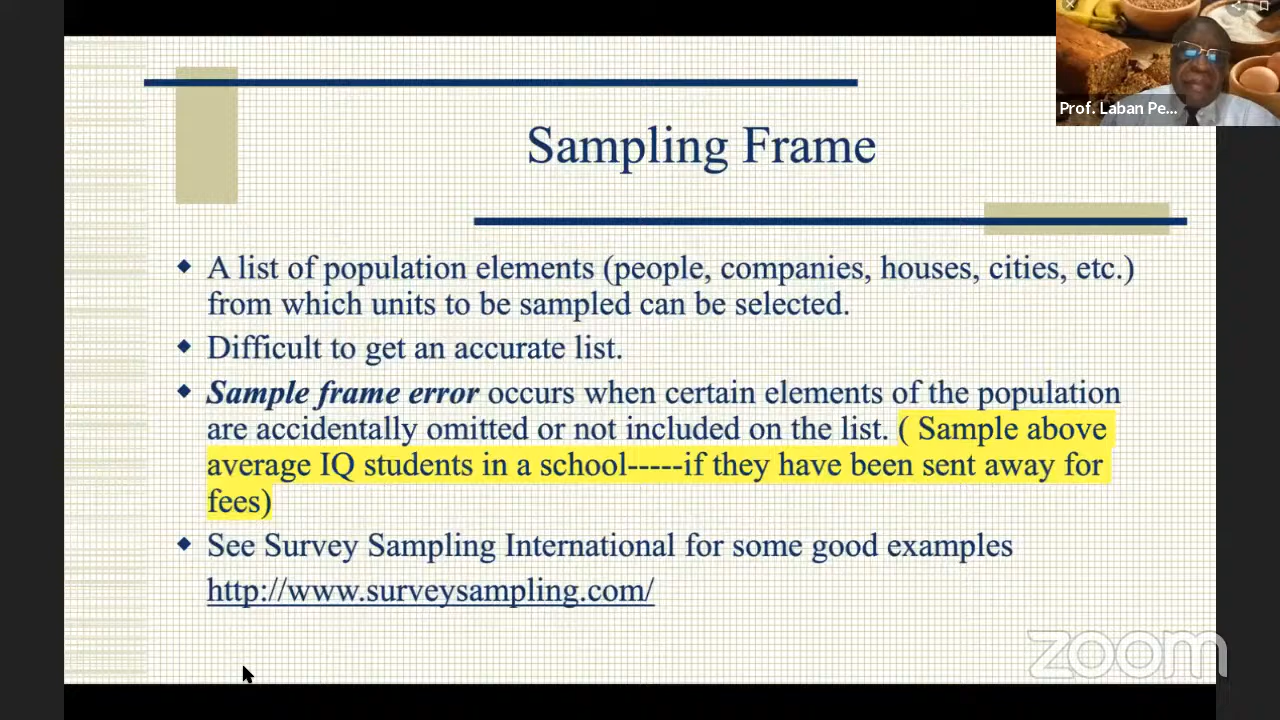 Prof. Laban Pe...
Sampling Frame
A list of population elements (people, companies, houses, cities, etc.)
from which units to be sampled can be selected.
Difficult to get an accurate list.
Sample frame error occurs when certain elements of the population
are accidentally omitted or not included on the list. ( Sample above
average IQ students in a school-----if they have been sent away for
fees)
See Survey Sampling International for some good examples
http://www.surveysampling.com/
zoom